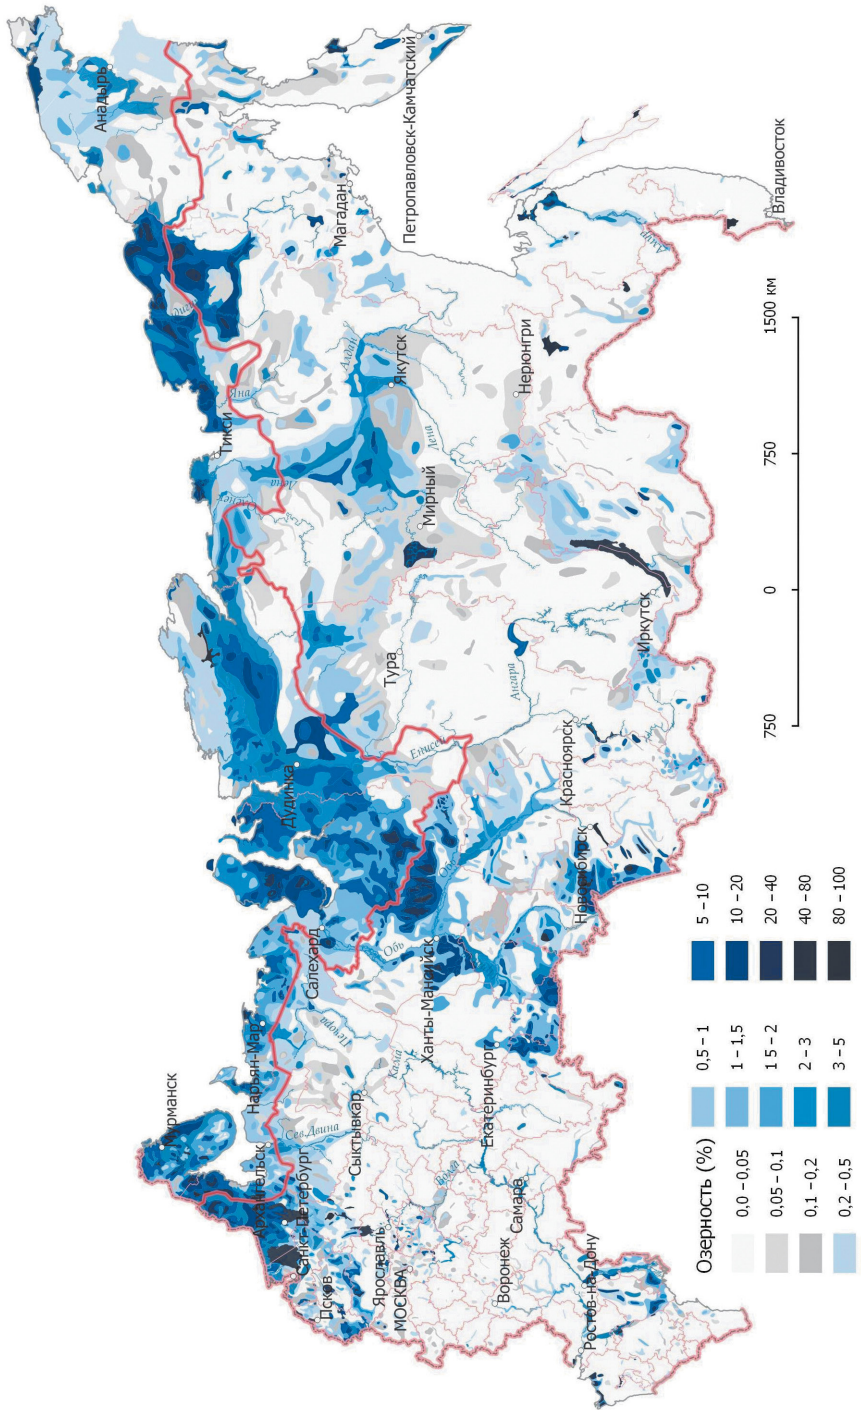 Анадырь
Петропавловск-Камчатский
Магадан
Владивосток
Амур
Тикси
Яна
Алдан
Якутск
Лена
Лена
Оленек
Мирный
Нерюнгри
Тура
Ангара
Иркутск
Енисей
Дудинка
Красноярск
Новосибирск
Обь
Обь
Салехард
Ханты-Мансийск
Нарьян-Мар
Печора
Кама
Екатеринбург
Мурманск
Архангельск
Сев.Двина
Сыктывкар
Санкт-Петербург
Псков
Ярославль
МОСКВА
Волга
Самара
Воронеж
Ростов-на-Дону
750
0
750
1500 км
Озерность (%)
0,0 – 0,05
0,05 – 0,1
0,1 – 0,2
0,2 – 0,5
0,5 – 1
1 – 1,5
1 5 – 2
2 – 3
3 – 5
5 – 10
10 – 20
20 – 40
40 – 80
80 – 100